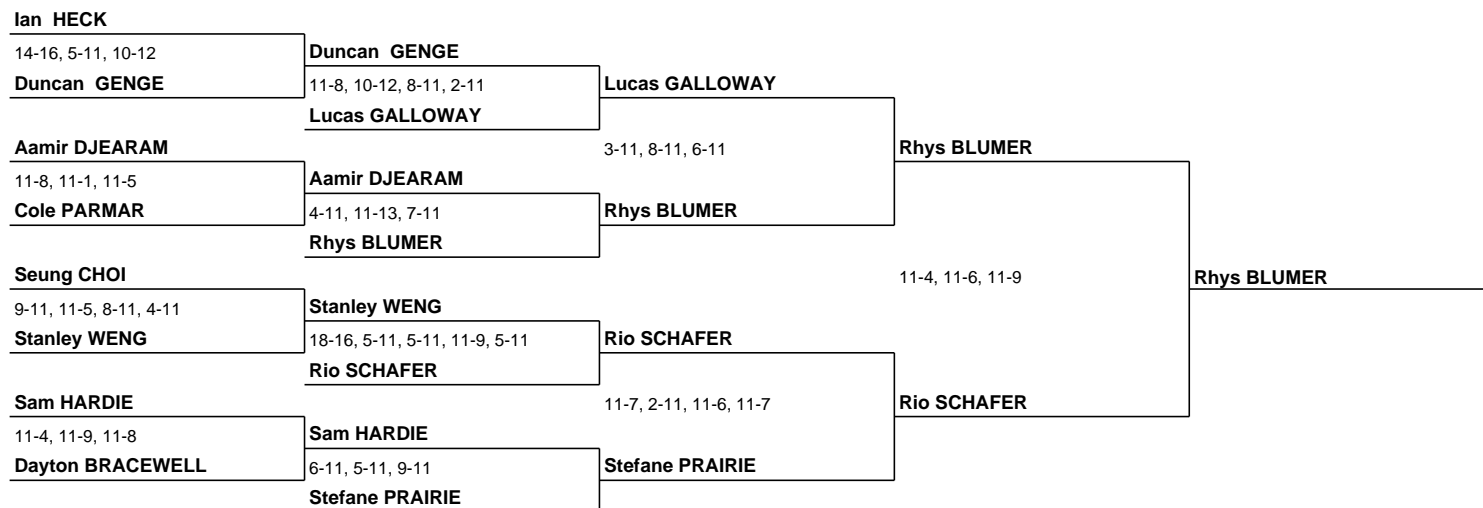 Ian  HECK
14-16, 5-11, 10-12
Duncan  GENGE
Duncan  GENGE
11-8, 10-12, 8-11, 2-11
Lucas GALLOWAY
Lucas GALLOWAY
Aamir DJEARAM
11-8, 11-1, 11-5
Cole PARMAR
Aamir DJEARAM
4-11, 11-13, 7-11
Rhys BLUMER
3-11, 8-11, 6-11
Rhys BLUMER
Rhys BLUMER
Seung CHOI
9-11, 11-5, 8-11, 4-11
Stanley WENG
Stanley WENG
18-16, 5-11, 5-11, 11-9, 5-11
Rio SCHAFER
Rio SCHAFER
11-4, 11-6, 11-9
Rhys BLUMER
Sam HARDIE
11-4, 11-9, 11-8
Dayton BRACEWELL
Sam HARDIE
6-11, 5-11, 9-11
Stefane PRAIRIE
11-7, 2-11, 11-6, 11-7
Stefane PRAIRIE
Rio SCHAFER